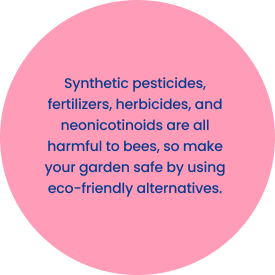 Synthetic pesticides,
fertilizers, herbicides, and
neonicotinoids are all
harmful to bees, so make
your garden safe by using
eco-friendly alternatives.